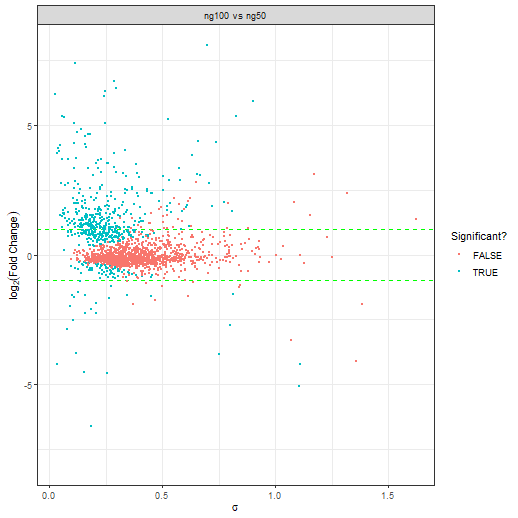 ng100 vs ng50
log2(Fold Change)
5
0
-5
0.0 0.5 1.0 1.5
σ
Significant?
FALSE
TRUE